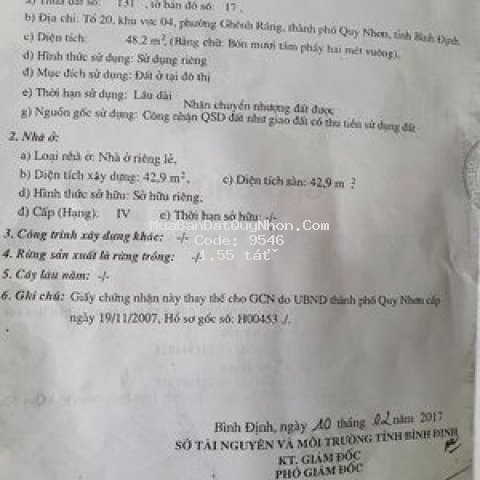 a) Thửa đất số: 131 , tờ bản đồ số: 17 ,
b) Địa chỉ: Tổ 20, khu vực 04, phường Ghềnh Ráng, thành phố Quy Nhơn, tỉnh Bình Định
c) Diện tích: 48,2 m², (Bằng chữ: Bốn mươi tám phẩy hai mét vuông).
d) Hình thức sử dụng: Sử dụng riêng
đ) Mục đích sử dụng: Đất ở tại đô thị
e) Thời hạn sử dụng: Lâu dài
Nhận chuyển nhượng đất được
g) Nguồn gốc sử dụng: Công nhận QSD đất như giao đất có thu tiền sử dụng đất
2. Nhà ở:
a) Loại nhà ở: Nhà ở riêng lẻ,
b) Diện tích xây dựng: 42,9 m², c) Diện tích sàn: 42,9 m²
d) Hình thức sở hữu: Sở hữu riêng,
đ) Cấp (Hạng): IV e) Thời hạn sở hữu: -/-
MuabanDatQuyNhon.Com
3. Công trình xây dựng khác: -/-
Code: 9546
4. Rừng sản xuất là rừng trồng: -/-
1.55 tất
5. Cây lâu năm: -/-
6. Ghi chú: Giấy chứng nhận này thay thế cho GCN do UBND thành phố Quy Nhơn cấp
ngày 19/11/2007, Hồ sơ gốc số: H00453 ./.
Bình Định, ngày 10 tháng 02 năm 2017
SỞ TÀI NGUYÊN VÀ MÔI TRƯỜNG TỈNH BÌNH ĐỊNH
KT. GIÁM ĐỐC
PHÓ GIÁM ĐỐC